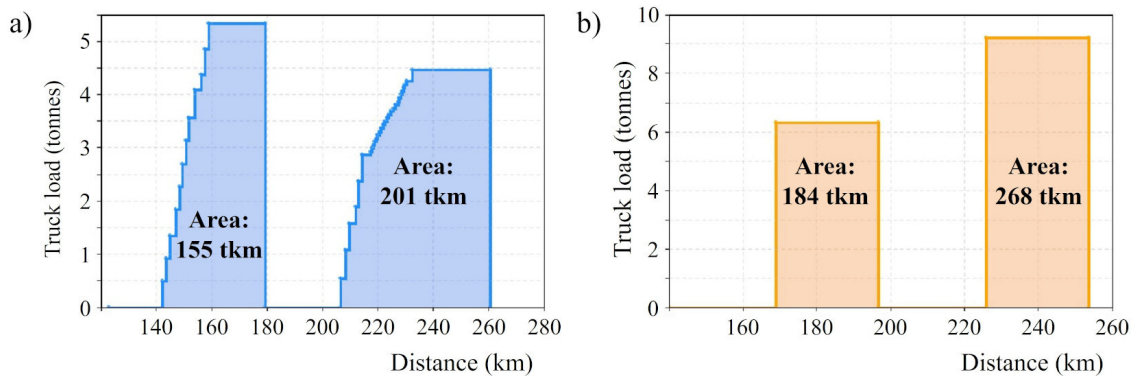 a)
Truck load (tonnes)
5
4
3
2
1
0
Area:
155 tkm
Area:
201 tkm
140 160 180 200 220 240 260 280
Distance (km)
b)
Truck load (tonnes)
10
8
6
4
2
0
Area:
184 tkm
Area:
268 tkm
160 180 200 220 240 260
Distance (km)